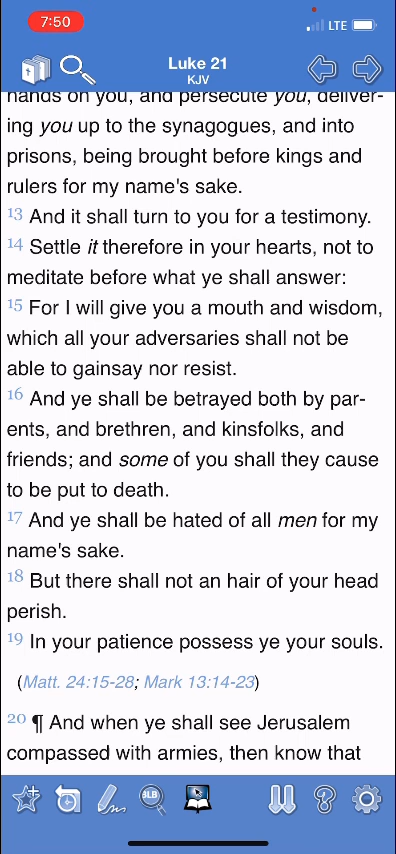 7:50
LTE
Luke 21
KJV
hands on you, and persecute you, deliver-
ing you up to the synagogues, and into
prisons, being brought before kings and
rulers for my name's sake.
13 And it shall turn to you for a testimony.
14 Settle it therefore in your hearts, not to
meditate before what ye shall answer:
15 For I will give you a mouth and wisdom,
which all your adversaries shall not be
able to gainsay nor resist.
16 And ye shall be betrayed both by par-
ents, and brethren, and kinsfolks, and
friends; and some of you shall they cause
to be put to death.
17 And ye shall be hated of all men for my
name's sake.
18 But there shall not an hair of your head
perish.
19 In your patience possess ye your souls.
(Matt. 24:15-28; Mark 13:14-23)
20 ¶ And when ye shall see Jerusalem
compassed with armies, then know that
BLB